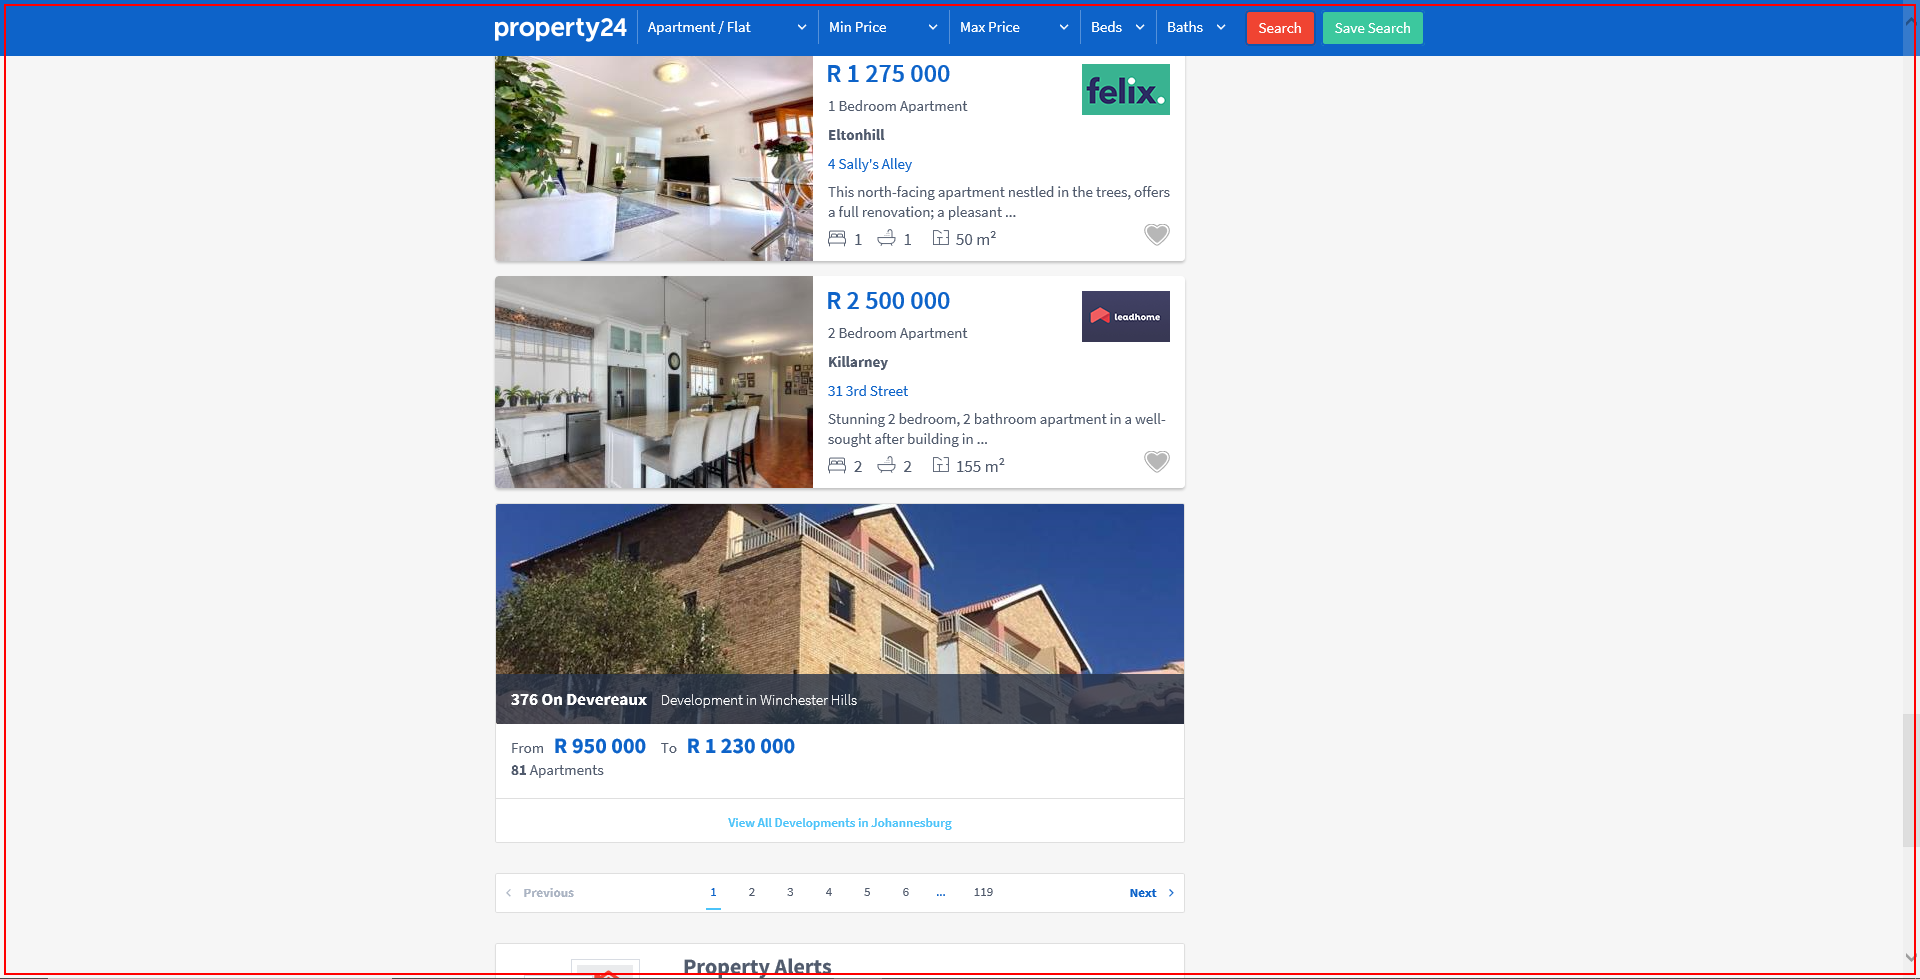 property24 Apartment / Flat Min Price Max Price Beds Baths Search Save Search
R 1 275 000
felix.
1 Bedroom Apartment
Eltonhill
4 Sally's Alley
This north-facing apartment nestled in the trees, offers
a full renovation; a pleasant ...
1 1 50 m²
R 2 500 000
leadhome
2 Bedroom Apartment
Killarney
31 3rd Street
Stunning 2 bedroom, 2 bathroom apartment in a well-
sought after building in ...
2 2 155 m²
376 On Devereaux Development in Winchester Hills
From R 950 000 To R 1 230 000
81 Apartments
View All Developments in Johannesburg
Previous 1 2 3 4 5 6 ... 119 Next
Property Alerts